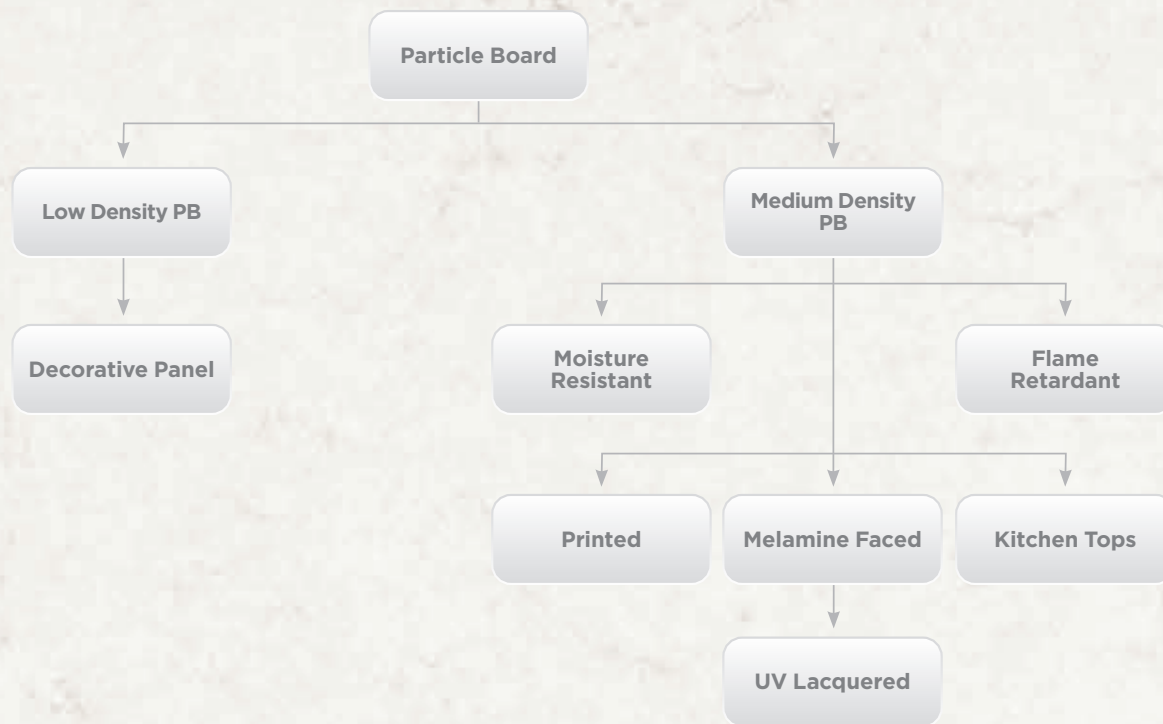 Particle Board
Low Density PB
Medium Density
PB
Decorative Panel
Moisture
Resistant
Flame
Retardant
Printed
Melamine Faced
Kitchen Tops
UV Lacquered